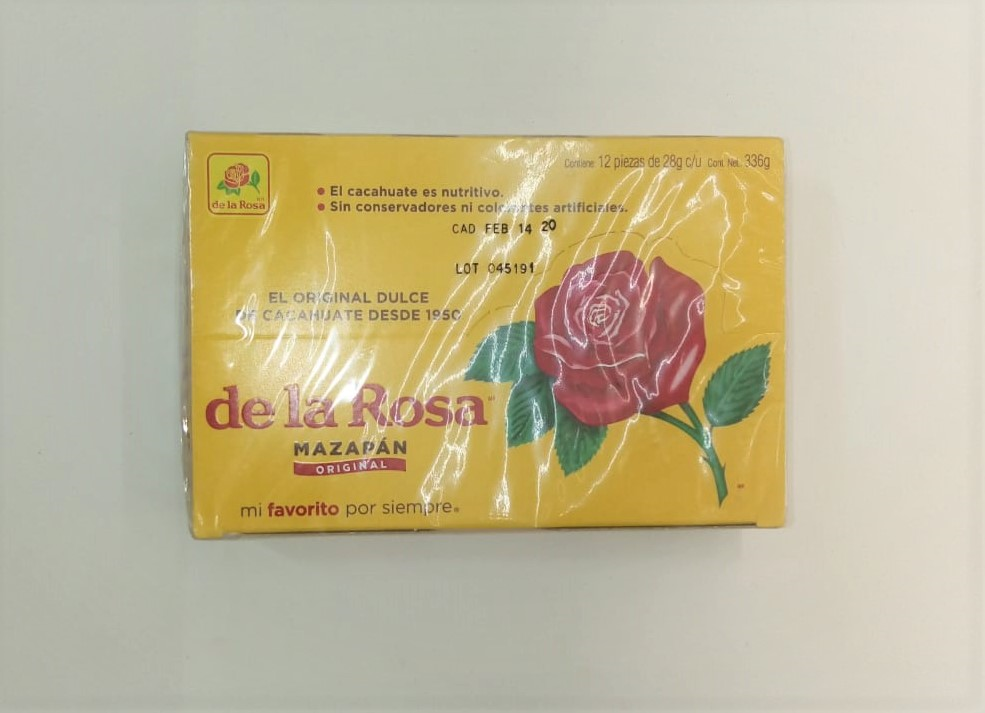 de la Rosa
Contiene 12 piezas de 28g c/u Cont. Net. 336g
• El cacahuate es nutritivo.
• Sin conservadores ni colorantes artificiales.
CAD FEB 14 20
LOT 045191
EL ORIGINAL DULCE
DE CACAHUATE DESDE 1950
de la Rosa
MAZAPÁN
ORIGINAL
mi favorito por siempre.